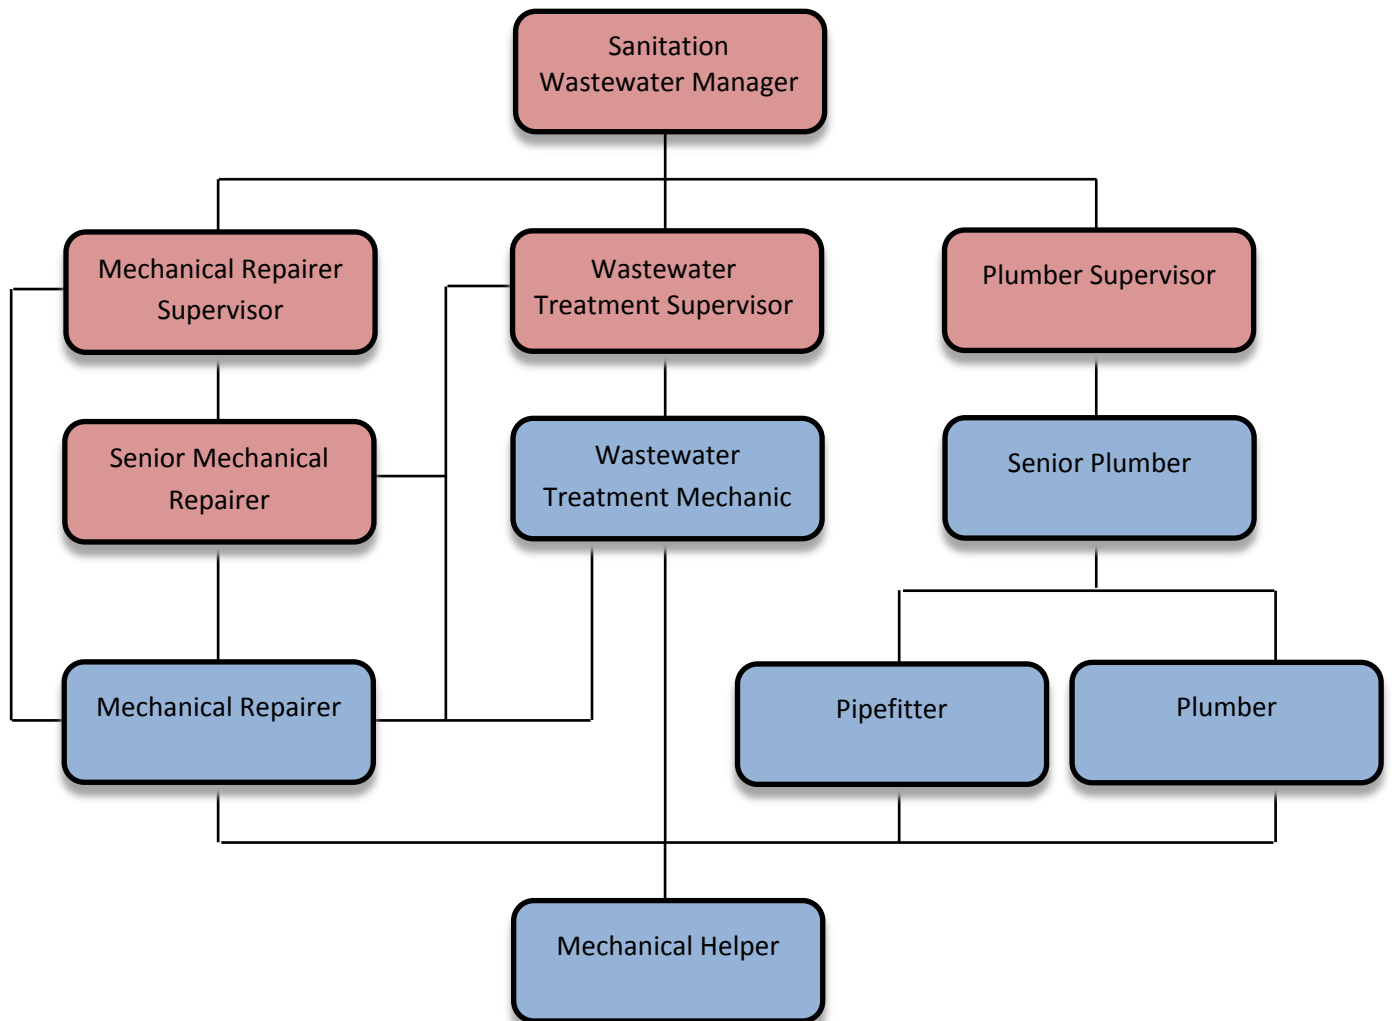 Sanitation
Wastewater Manager
Mechanical Repairer
Supervisor
Wastewater
Treatment Supervisor
Plumber Supervisor
Senior Mechanical
Repairer
Wastewater
Treatment Mechanic
Senior Plumber
Mechanical Repairer
Pipefitter
Plumber
Mechanical Helper